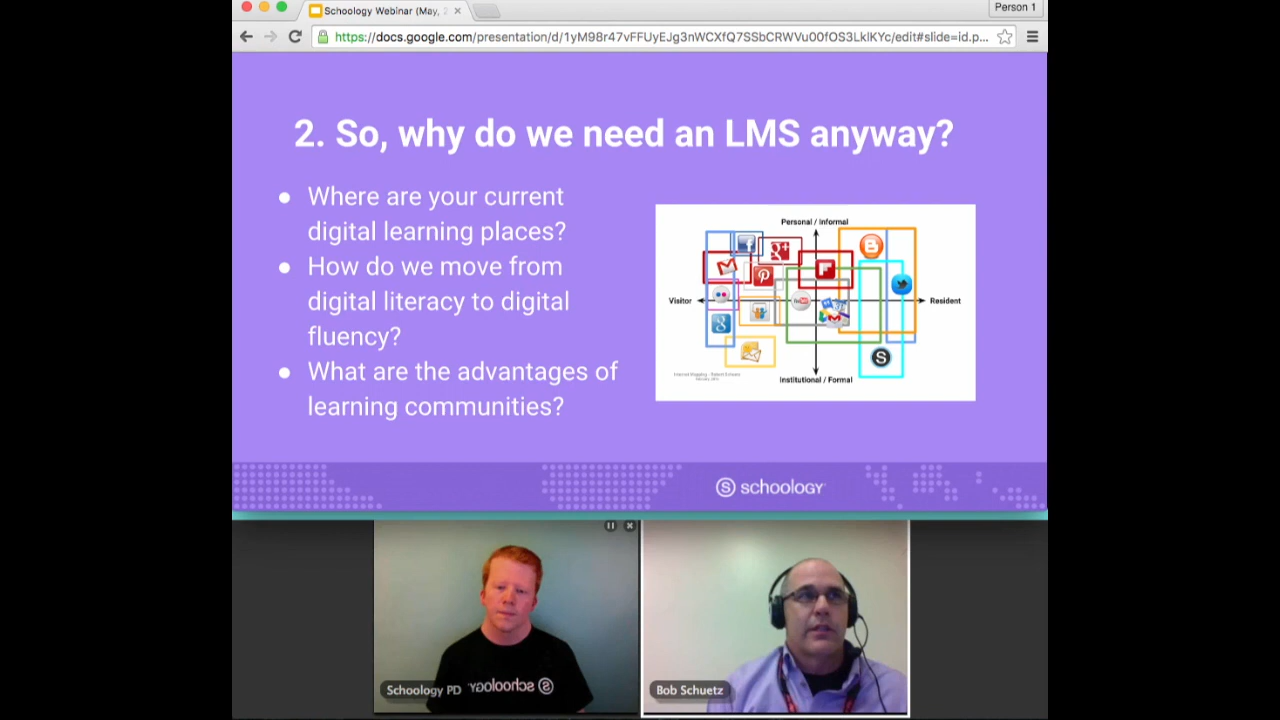 Schoology Webinar (May, 2
Person 1
https://docs.google.com/presentation/d/1yM98r47vFFUyEJg3nWCXfQ7SSbCRWVu00fOS3LklKYc/edit#slide=id.p...
2. So, why do we need an LMS anyway?
● Where are your current
digital learning places?
● How do we move from
digital literacy to digital
fluency?
● What are the advantages of
learning communities?
Personal / Informal
Visitor
Resident
Institutional / Formal
schoology
Schoology PD
schoology
Bob Schuetz